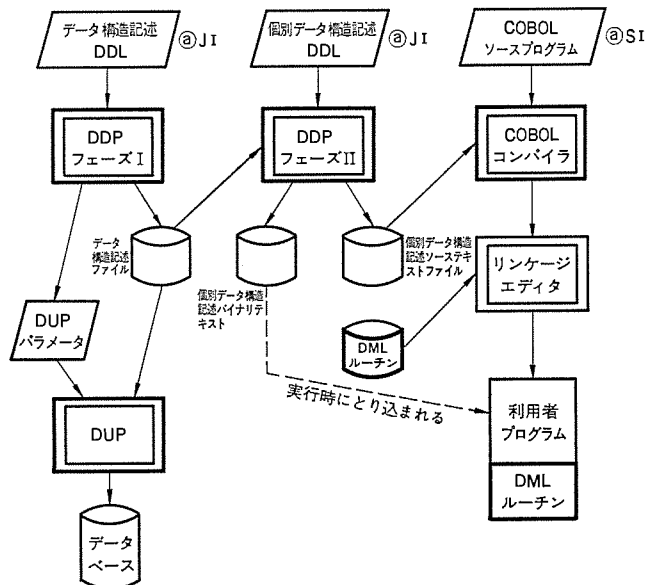 データ構造記述
DDL
ⓐJI
個別データ構造記述
DDL
ⓐJI
COBOL
ソースプログラム
ⓐSI
DDP
フェーズⅠ
DDP
フェーズⅡ
COBOL
コンパイラ
データ
構造記述
ファイル
個別データ構造
記述バイナリテ
キスト
個別データ構造
記述ソーステキ
ストファイル
リンケージ
エディタ
DUP
パラメータ
DML
ルーチン
実行時にとり込まれる
DUP
利用者
プログラム
DML
ルーチン
データ
ベース